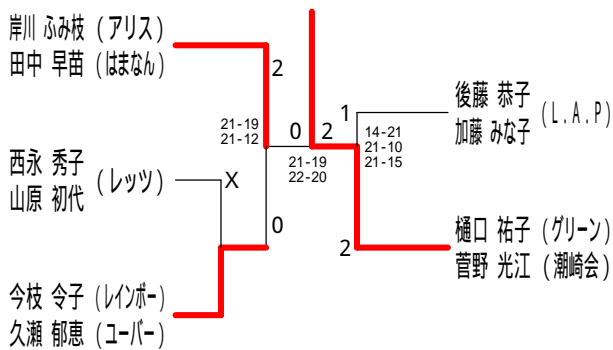 岸川 ふみ枝 (アリス)
田中 早苗 (はまなん)
2
21-19
21-12
0
2
21-19
22-20
1
14-21
21-10
21-15
後藤 恭子
加藤 みな子
(L.A.P)
西永 秀子
山原 初代
(レッツ)
X
0
2
樋口 祐子 (グリーン)
菅野 光江 (潮崎会)
今枝 令子 (レインボー)
久瀬 郁恵 (ユーバー)